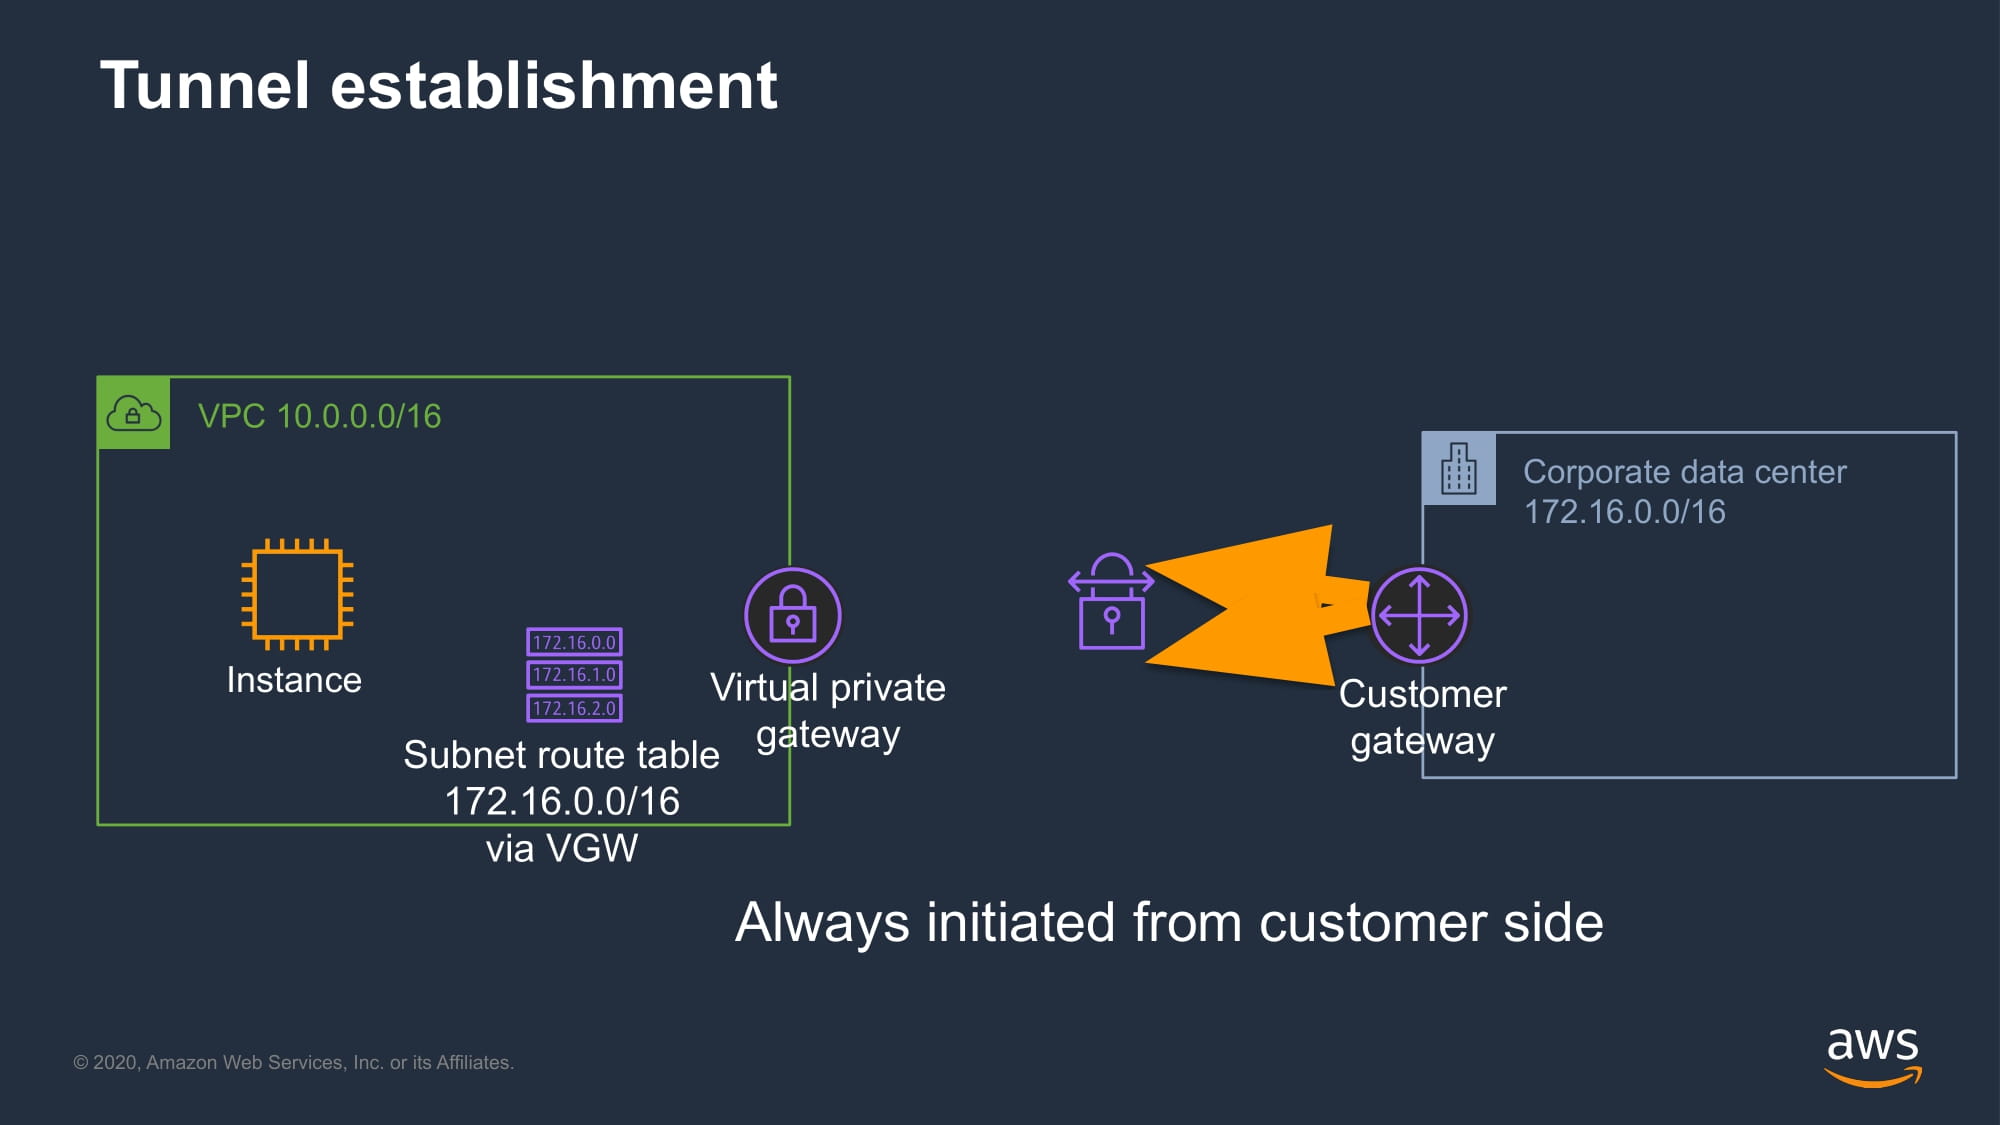 Tunnel establishment
VPC 10.0.0.0/16
Corporate data center
172.16.0.0/16
Instance
172.16.0.0
172.16.1.0
172.16.2.0
Subnet route table
172.16.0.0/16
via VGW
Virtual private
gateway
Customer
gateway
Always initiated from customer side
© 2020, Amazon Web Services, Inc. or its Affiliates.
aws